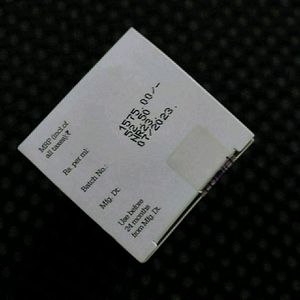 MRP (incl. of
all taxes) ₹
Rs. per ml:
Batch No.:
Mfg. Dt:
Use before
24 months
from Mfg. Dt.
1575.00/-
07/2023.